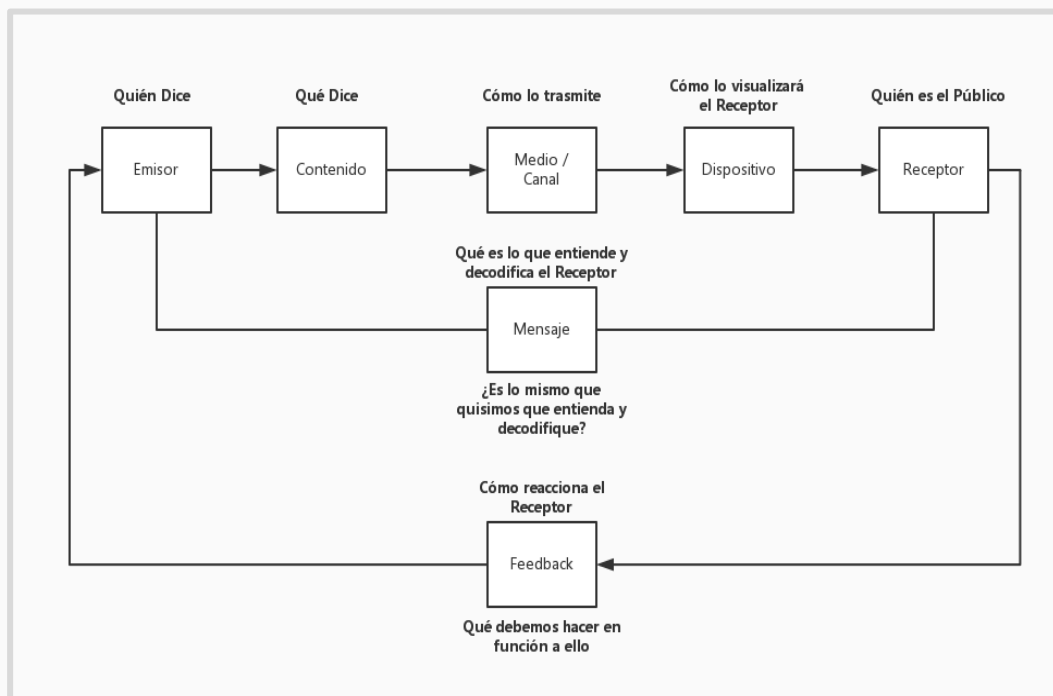 Quién Dice
Qué Dice
Cómo lo trasmite
Cómo lo visualizará
el Receptor
Quién es el Público
Emisor
Contenido
Medio /
Canal
Dispositivo
Receptor
Qué es lo que entiende y
decodifica el Receptor
Mensaje
¿Es lo mismo que
quisimos que entienda y
decodifique?
Cómo reacciona el
Receptor
Feedback
Qué debemos hacer en
función a ello